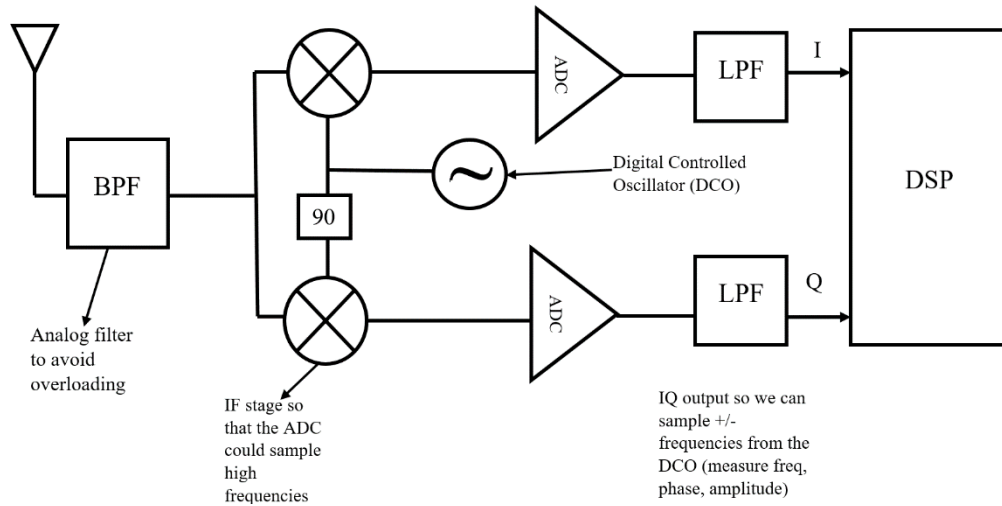 ADC
LPF
I
BPF
~
Digital Controlled
Oscillator (DCO)
DSP
90
ADC
LPF
Q
Analog filter
to avoid
overloading
IF stage so
that the ADC
could sample
high
frequencies
IQ output so we can
sample +/-
frequencies from the
DCO (measure freq,
phase, amplitude)